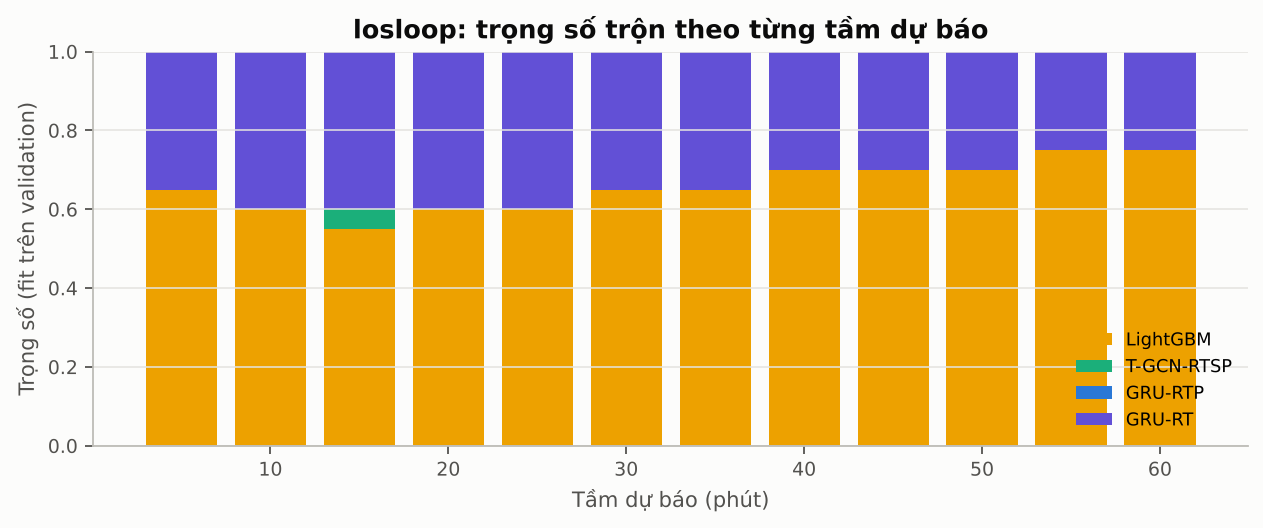 losloop: trọng số trộn theo từng tầm dự báo
Trọng số (fit trên validation)
1.0
0.8
0.6
0.4
0.2
0.0
LightGBM
T-GCN-RTSP
GRU-RTP
GRU-RT
10 20 30 40 50 60
Tầm dự báo (phút)